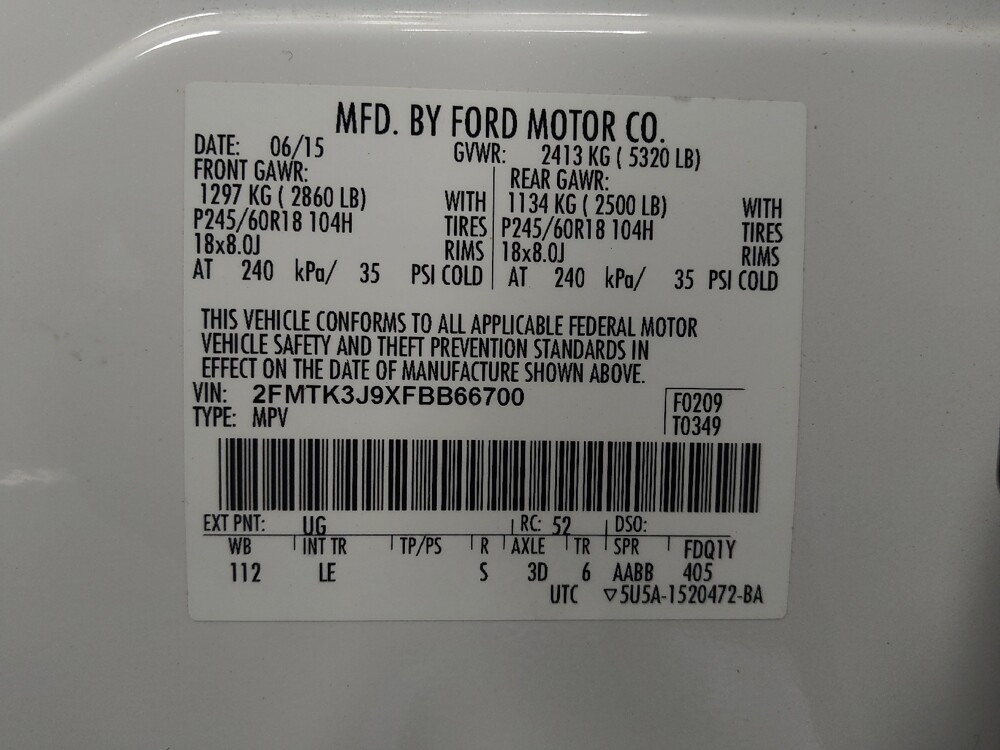 MFD. BY FORD MOTOR CO.
DATE: 06/15 GVWR: 2413 KG ( 5320 LB)
FRONT GAWR: REAR GAWR:
1297 KG ( 2860 LB) WITH 1134 KG ( 2500 LB) WITH
P245/60R18 104H TIRES P245/60R18 104H TIRES
18x8.0J RIMS 18x8.0J RIMS
AT 240 kPa/ 35 PSI COLD AT 240 kPa/ 35 PSI COLD
THIS VEHICLE CONFORMS TO ALL APPLICABLE FEDERAL MOTOR
VEHICLE SAFETY AND THEFT PREVENTION STANDARDS IN
EFFECT ON THE DATE OF MANUFACTURE SHOWN ABOVE.
VIN: 2FMTK3J9XFBB66700 F0209
TYPE: MPV T0349
EXT PNT: UG RC: 52 DSO:
WB INT TR TP/PS R AXLE TR SPR FDQ1Y
112 LE S 3D 6 AABB 405
UTC ▽5U5A-1520472-BA